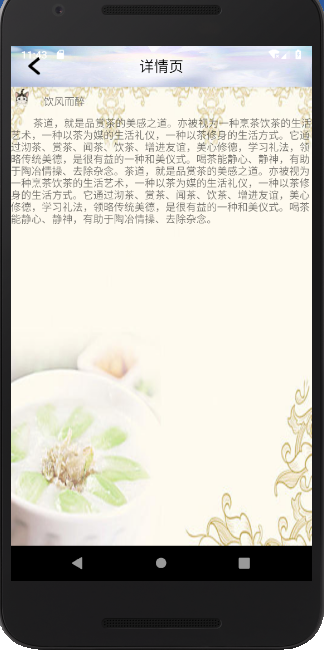 11:43
详情页
饮风而醉
茶道，就是品赏茶的美感之道。亦被视为一种烹茶饮茶的生活
艺术，一种以茶为媒的生活礼仪，一种以茶修身的生活方式。它通
过沏茶、赏茶、闻茶、饮茶、增进友谊，美心修德，学习礼法，领
略传统美德，是很有益的一种和美仪式。喝茶能静心、静神，有助
于陶冶情操、去除杂念。茶道，就是品赏茶的美感之道。亦被视为
一种烹茶饮茶的生活艺术，一种以茶为媒的生活礼仪，一种以茶修
身的生活方式。它通过沏茶、赏茶、闻茶、饮茶、增进友谊，美心
修德，学习礼法，领略传统美德，是很有益的一种和美仪式。喝茶
能静心、静神，有助于陶冶情操、去除杂念。